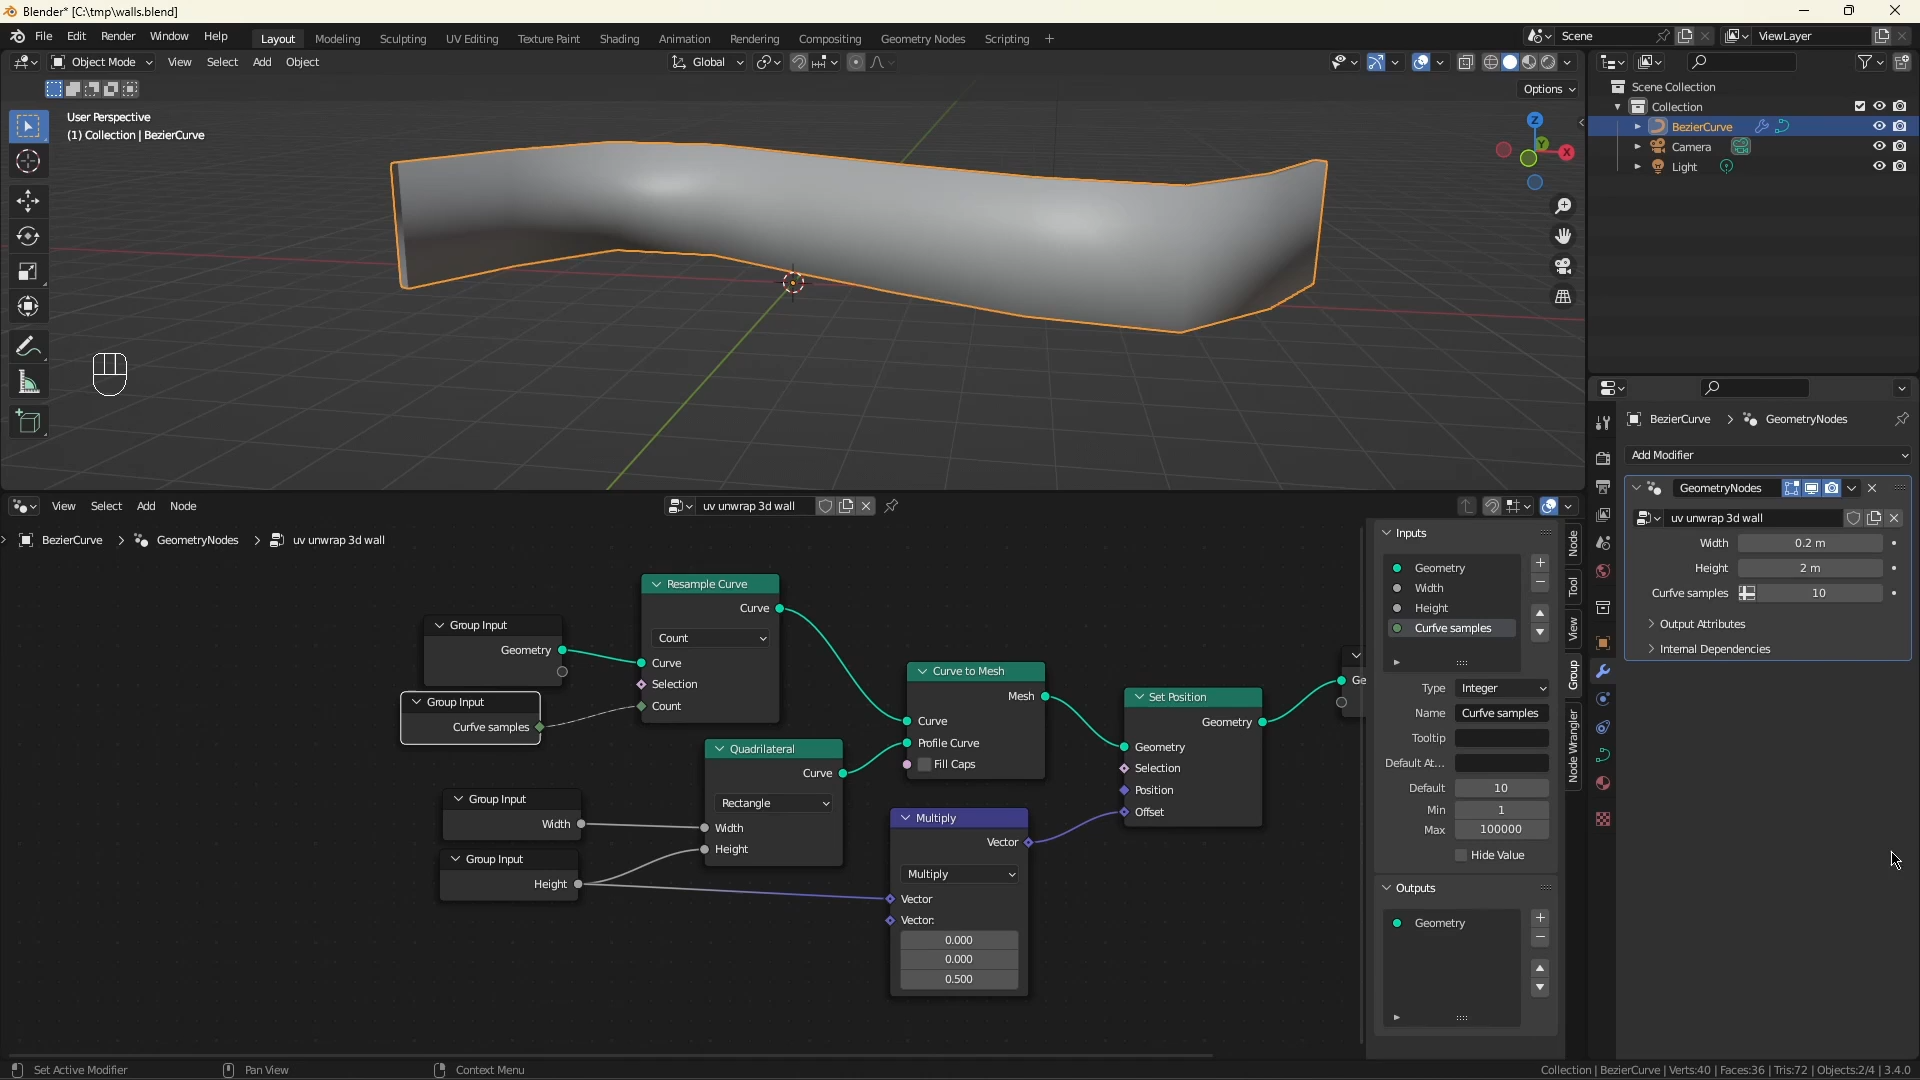 Blender* [C:\tmp\walls.blend]
File Edit Render Window Help Layout Modeling Sculpting UV Editing Texture Paint Shading Animation Rendering Compositing Geometry Nodes Scripting + Scene ViewLayer
Object Mode View Select Add Object Global
Options
User Perspective
(1) Collection | BezierCurve
Z
Y
X
Scene Collection
Collection
BezierCurve
Camera
Light
BezierCurve > GeometryNodes
Add Modifier
GeometryNodes
uv unwrap 3d wall
Width 0.2 m
Height 2 m
Curfve samples 10
Output Attributes
Internal Dependencies
View Select Add Node uv unwrap 3d wall
BezierCurve > GeometryNodes > uv unwrap 3d wall
Group Input
Geometry
Group Input
Curfve samples
Resample Curve
Curve
Count
Curve
Selection
Count
Group Input
Width
Group Input
Height
Quadrilateral
Curve
Rectangle
Width
Height
Curve to Mesh
Mesh
Curve
Profile Curve
Fill Caps
Multiply
Vector
Multiply
Vector
Vector:
0.000
0.000
0.500
Set Position
Geometry
Geometry
Selection
Position
Offset
Ge
Inputs
Geometry
Width
Height
Curfve samples
Type Integer
Name Curfve samples
Tooltip
Default At...
Default 10
Min 1
Max 100000
Hide Value
Outputs
Geometry
Node
Tool
View
Group
Node Wrangler
Set Active Modifier Pan View Context Menu Collection | BezierCurve | Verts:40 | Faces:36 | Tris:72 | Objects:2/4 | 3.4.0